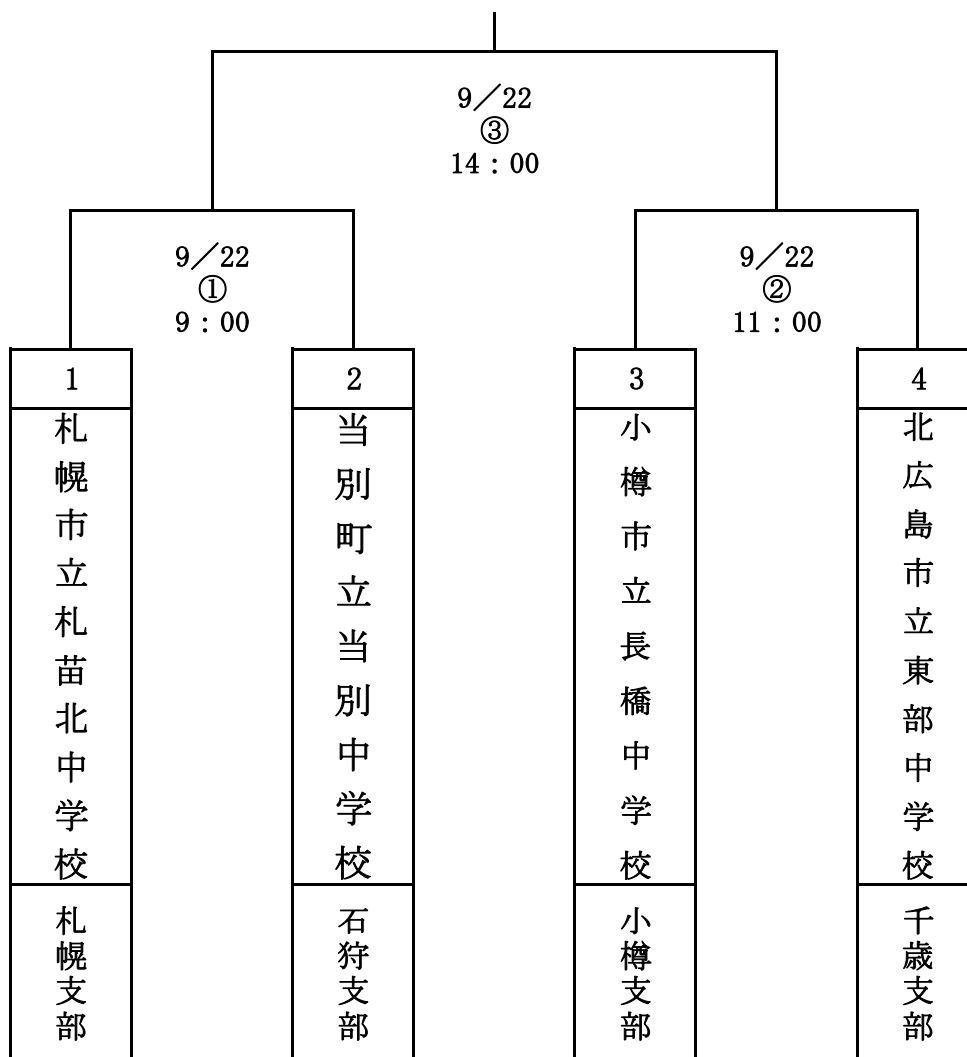 9／22
③
14：00
9／22
①
9：00
9／22
②
11：00
1
2
3
4
札幌市立札苗北中学校
当別町立当別中学校
小樽市立長橋中学校
北広島市立東部中学校
札幌支部
石狩支部
小樽支部
千歳支部